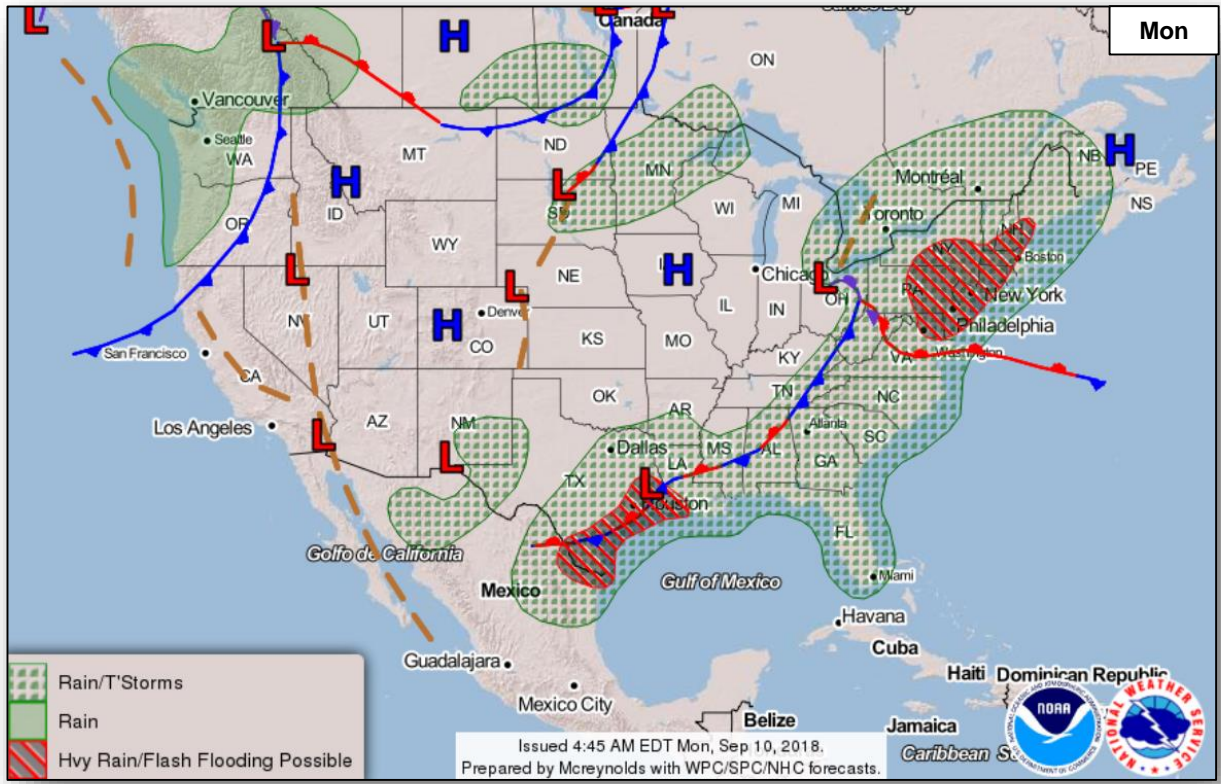 Mon
Canada
James Bay
L
L
L
L
H
ON
Vancouver
Seattle
WA
MT
ND
MN
NB
PE
NS
Montréal
H
H
L
OR
ID
SD
WI
MI
Toronto
NH
NY
Boston
WY
L
L
NE
IA
H
Chicago
L
OH
PA
New York
Philadelphia
NV
UT
H
Denver
CO
KS
MO
IL
IN
KY
VA
Washington
San Francisco
CA
OK
TN
NC
Los Angeles
AZ
NM
AR
Atlanta
SC
L
L
Dallas
MS
AL
GA
TX
LA
L
Houston
Golfo de California
FL
Mexico
Gulf of Mexico
Miami
Havana
Cuba
Guadalajara
Haiti
Dominican Republic
Mexico City
Belize
Jamaica
Caribbean S
Rain/T'Storms
Rain
Hvy Rain/Flash Flooding Possible
Issued 4:45 AM EDT Mon, Sep 10, 2018.
Prepared by Mcreynolds with WPC/SPC/NHC forecasts.
NOAA
NATIONAL WEATHER SERVICE